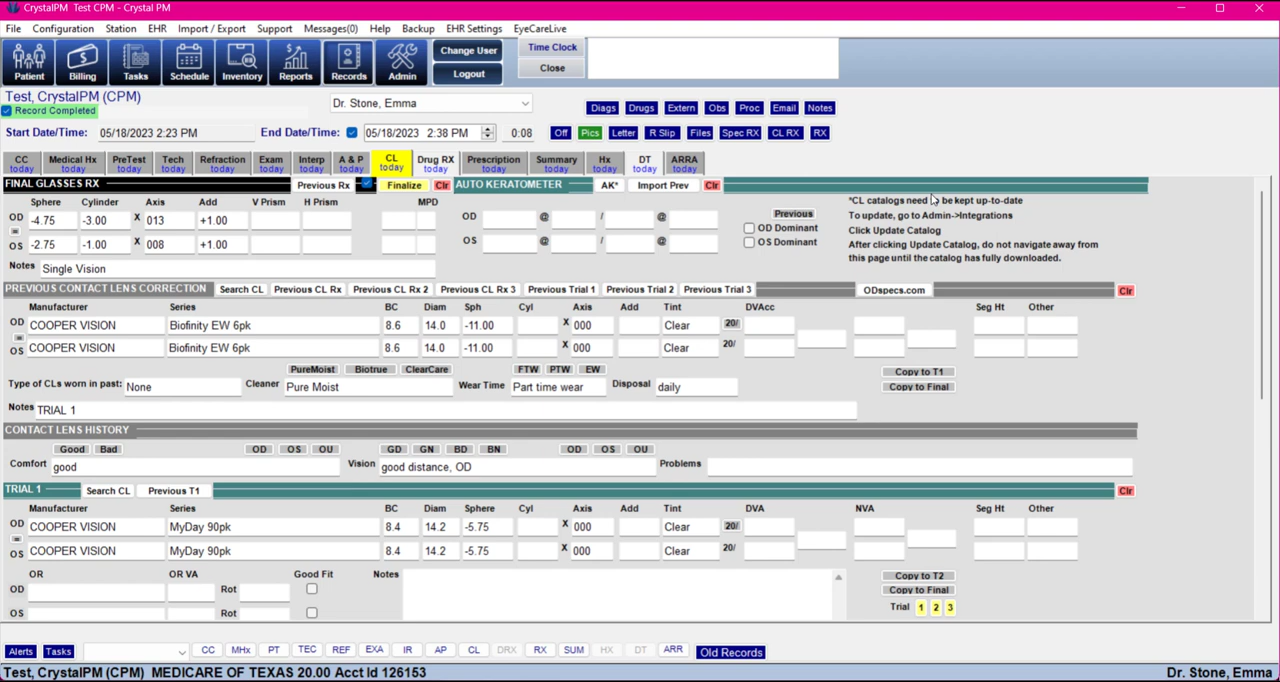 CrystalPM Test CPM - Crystal PM
File Configuration Station EHR Import / Export Support Messages(0) Help Backup EHR Settings EyeCareLive
Patient Billing Tasks Schedule Inventory Reports Records Admin Change User Logout Time Clock Close
Test, CrystalPM (CPM)
Record Completed
Dr. Stone, Emma
Diags Drugs Extern Obs Proc Email Notes
Start Date/Time: 05/18/2023 2:23 PM End Date/Time: 05/18/2023 2:38 PM 0:08 Off Pics Letter R Slip Files Spec RX CL RX RX
CC Medical Hx PreTest Tech Refraction Exam Interp A & P CL Drug RX Prescription Summary Hx DT ARRA
today today today today today today today today today today today today today today today
FINAL GLASSES RX Previous Rx Finalize Clr AUTO KERATOMETER AK* Import Prev Clr
Sphere Cylinder Axis Add V Prism H Prism MPD
OD -4.75 -3.00 X 013 +1.00
OS -2.75 -1.00 X 008 +1.00
Notes Single Vision
OD @ / @
OS @ / @
Previous
OD Dominant
OS Dominant
*CL catalogs need to be kept up-to-date
To update, go to Admin->Integrations
Click Update Catalog
After clicking Update Catalog, do not navigate away from
this page until the catalog has fully downloaded.
PREVIOUS CONTACT LENS CORRECTION Search CL Previous CL Rx Previous CL Rx 2 Previous CL Rx 3 Previous Trial 1 Previous Trial 2 Previous Trial 3 ODspecs.com Clr
Manufacturer Series BC Diam Sph Cyl Axis Add Tint DVAcc Seg Ht Other
OD COOPER VISION Biofinity EW 6pk 8.6 14.0 -11.00 X 000 Clear 20/
OS COOPER VISION Biofinity EW 6pk 8.6 14.0 -11.00 X 000 Clear 20/
PureMoist Biotrue ClearCare FTW PTW EW Copy to T1
Type of CLs worn in past: None Cleaner Pure Moist Wear Time Part time wear Disposal daily Copy to Final
Notes TRIAL 1
CONTACT LENS HISTORY
Good Bad OD OS OU GD GN BD BN OD OS OU
Comfort good Vision good distance, OD Problems
TRIAL 1 Search CL Previous T1 Clr
Manufacturer Series BC Diam Sphere Cyl Axis Add Tint DVA NVA Seg Ht Other
OD COOPER VISION MyDay 90pk 8.4 14.2 -5.75 X 000 Clear 20/
OS COOPER VISION MyDay 90pk 8.4 14.2 -5.75 X 000 Clear 20/
OR OR VA Good Fit Notes Copy to T2
OD Rot Copy to Final
OS Rot Trial 1 2 3
Alerts Tasks CC MHx PT TEC REF EXA IR AP CL DRX RX SUM HX DT ARR Old Records
Test, CrystalPM (CPM) MEDICARE OF TEXAS 20.00 Acct Id 126153 Dr. Stone, Emma